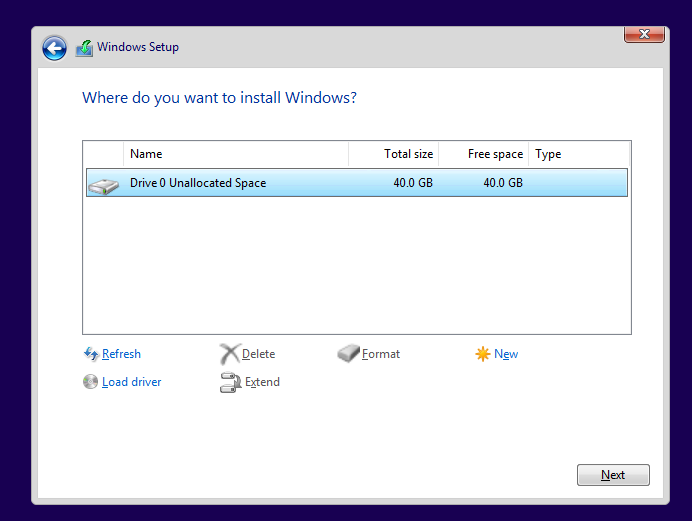 Windows Setup
Where do you want to install Windows?
Name Total size Free space Type
Drive 0 Unallocated Space 40.0 GB 40.0 GB
Refresh Delete Format New
Load driver Extend
Next